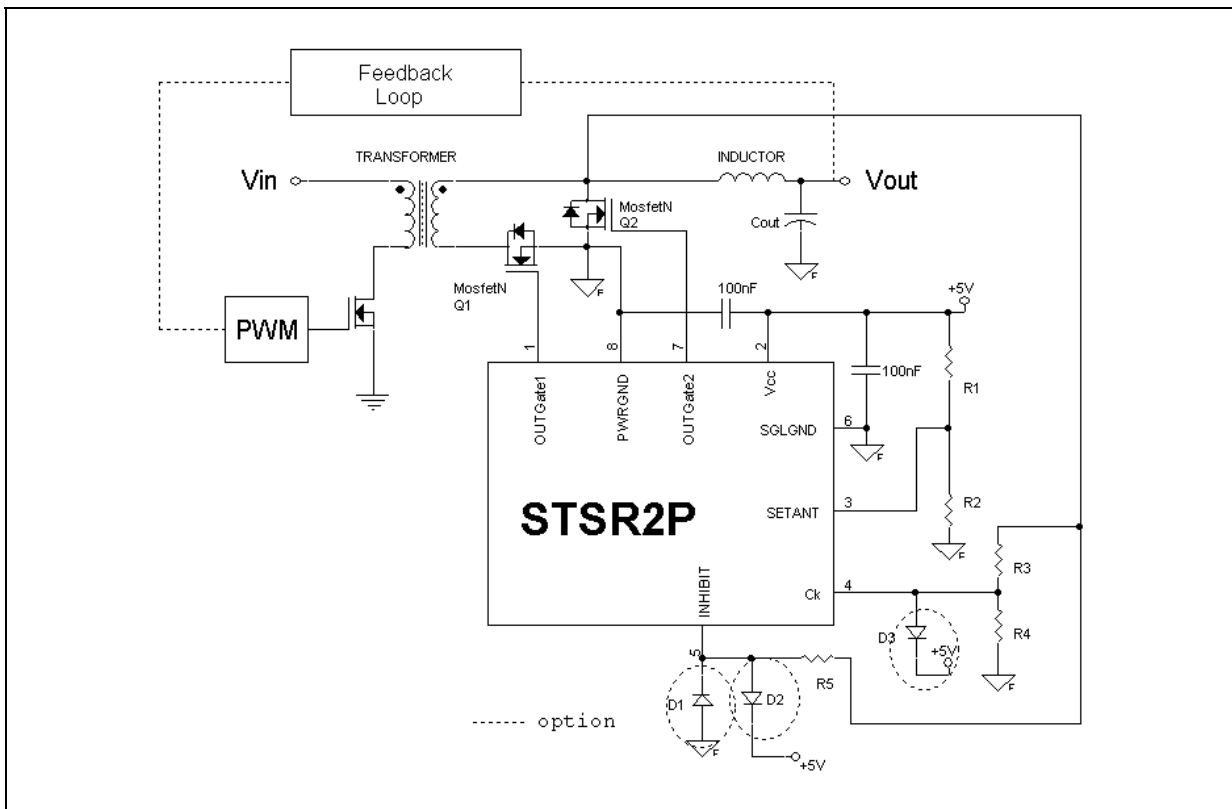 Feedback
Loop
TRANSFORMER
INDUCTOR
Vin
Vout
MosfetN
Q2
Cout
MosfetN
Q1
100nF
+5V
PWM
1
8
7
2
100nF
R1
OUTGate1
PWRGND
OUTGate2
Vcc
SGLGND
6
STSR2P
SETANT
3
R2
R3
INHIBIT
Ck
4
D3
+5V
R4
5
R5
D1
D2
option
+5V